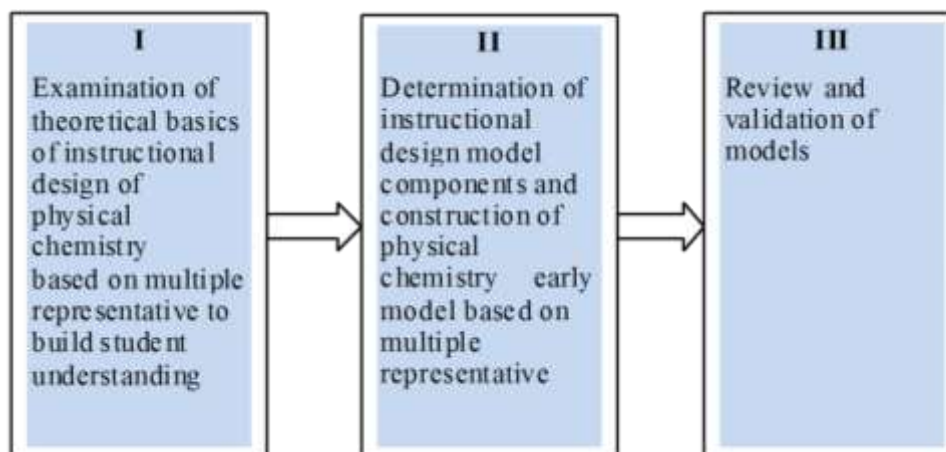 I
Examination of
theoretical basics
of instructional
design of
physical
chemistry
based on multiple
representative to
build student
understanding
II
Determination of
instructional
design model
components and
construction of
physical
chemistry early
model based on
multiple
representative
III
Review and
validation of
models